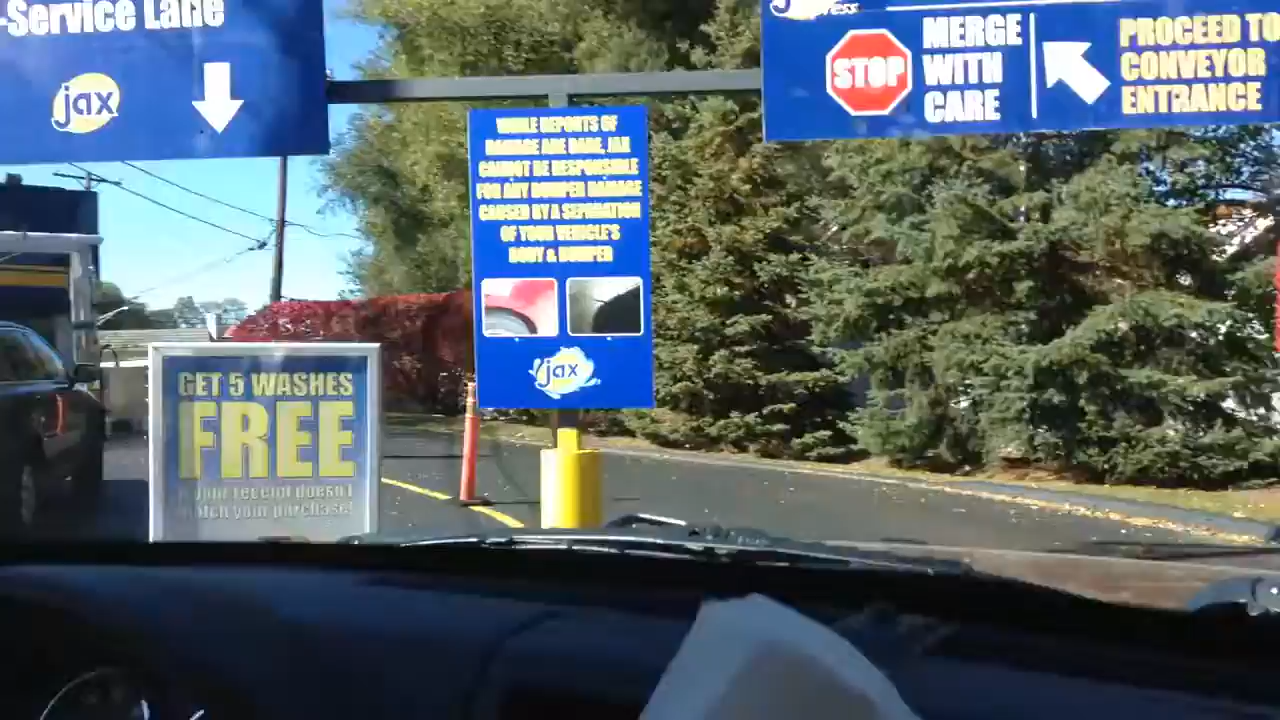 -Service Lane
jax
WHILE REPORTS OF
DAMAGE ARE RARE, JAX
CANNOT BE RESPONSIBLE
FOR ANY BUMPER DAMAGE
CAUSED BY A SEPARATION
OF YOUR VEHICLE'S
BODY & BUMPER
jax
STOP
MERGE
WITH
CARE
PROCEED TO
CONVEYOR
ENTRANCE
GET 5 WASHES
FREE
your receipt doesn't
match your purchase!